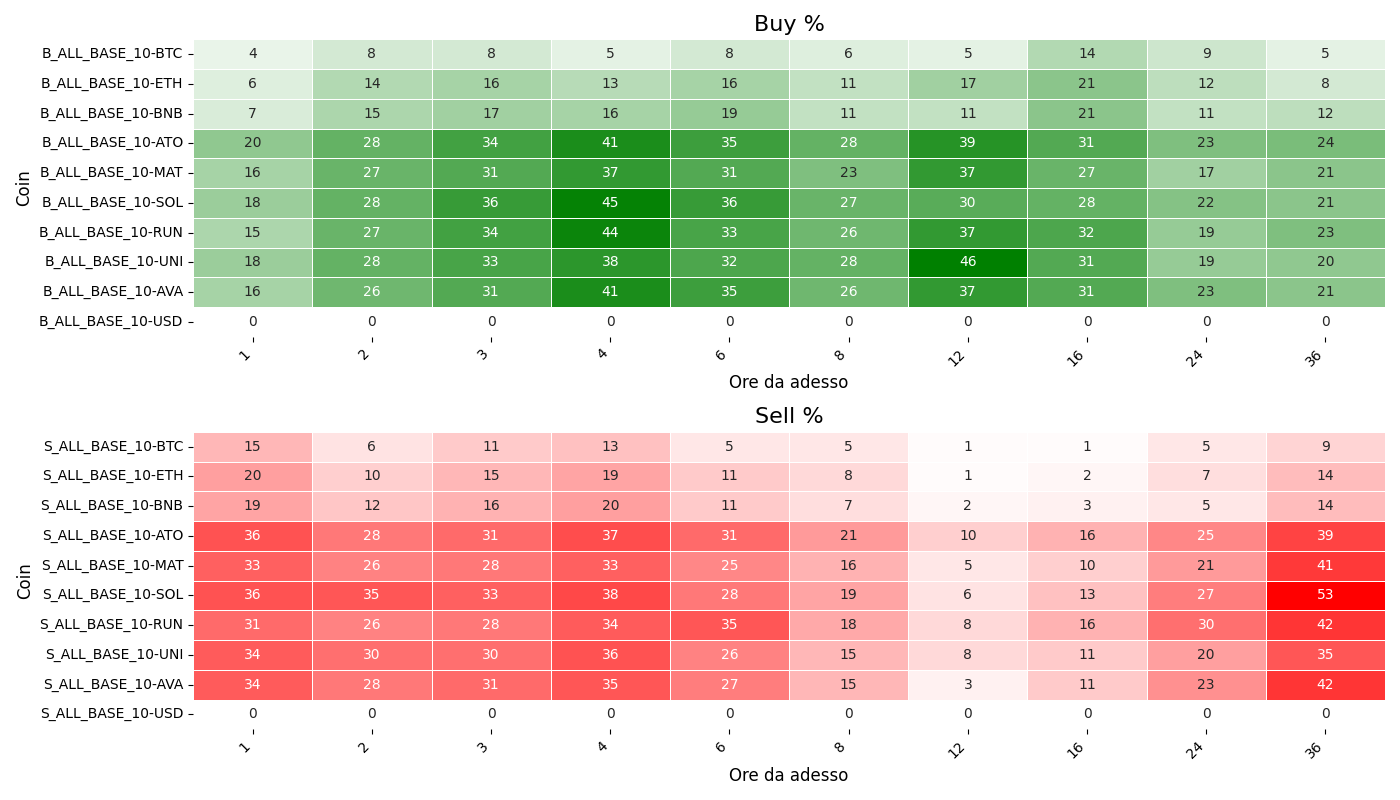 Buy %
Coin
B_ALL_BASE_10-BTC 4 8 8 5 8 6 5 14 9 5
B_ALL_BASE_10-ETH 6 14 16 13 16 11 17 21 12 8
B_ALL_BASE_10-BNB 7 15 17 16 19 11 11 21 11 12
B_ALL_BASE_10-ATO 20 28 34 41 35 28 39 31 23 24
B_ALL_BASE_10-MAT 16 27 31 37 31 23 37 27 17 21
B_ALL_BASE_10-SOL 18 28 36 45 36 27 30 28 22 21
B_ALL_BASE_10-RUN 15 27 34 44 33 26 37 32 19 23
B_ALL_BASE_10-UNI 18 28 33 38 32 28 46 31 19 20
B_ALL_BASE_10-AVA 16 26 31 41 35 26 37 31 23 21
B_ALL_BASE_10-USD 0 0 0 0 0 0 0 0 0 0
1 2 3 4 6 8 12 16 24 36
Ore da adesso
Sell %
Coin
S_ALL_BASE_10-BTC 15 6 11 13 5 5 1 1 5 9
S_ALL_BASE_10-ETH 20 10 15 19 11 8 1 2 7 14
S_ALL_BASE_10-BNB 19 12 16 20 11 7 2 3 5 14
S_ALL_BASE_10-ATO 36 28 31 37 31 21 10 16 25 39
S_ALL_BASE_10-MAT 33 26 28 33 25 16 5 10 21 41
S_ALL_BASE_10-SOL 36 35 33 38 28 19 6 13 27 53
S_ALL_BASE_10-RUN 31 26 28 34 35 18 8 16 30 42
S_ALL_BASE_10-UNI 34 30 30 36 26 15 8 11 20 35
S_ALL_BASE_10-AVA 34 28 31 35 27 15 3 11 23 42
S_ALL_BASE_10-USD 0 0 0 0 0 0 0 0 0 0
1 2 3 4 6 8 12 16 24 36
Ore da adesso